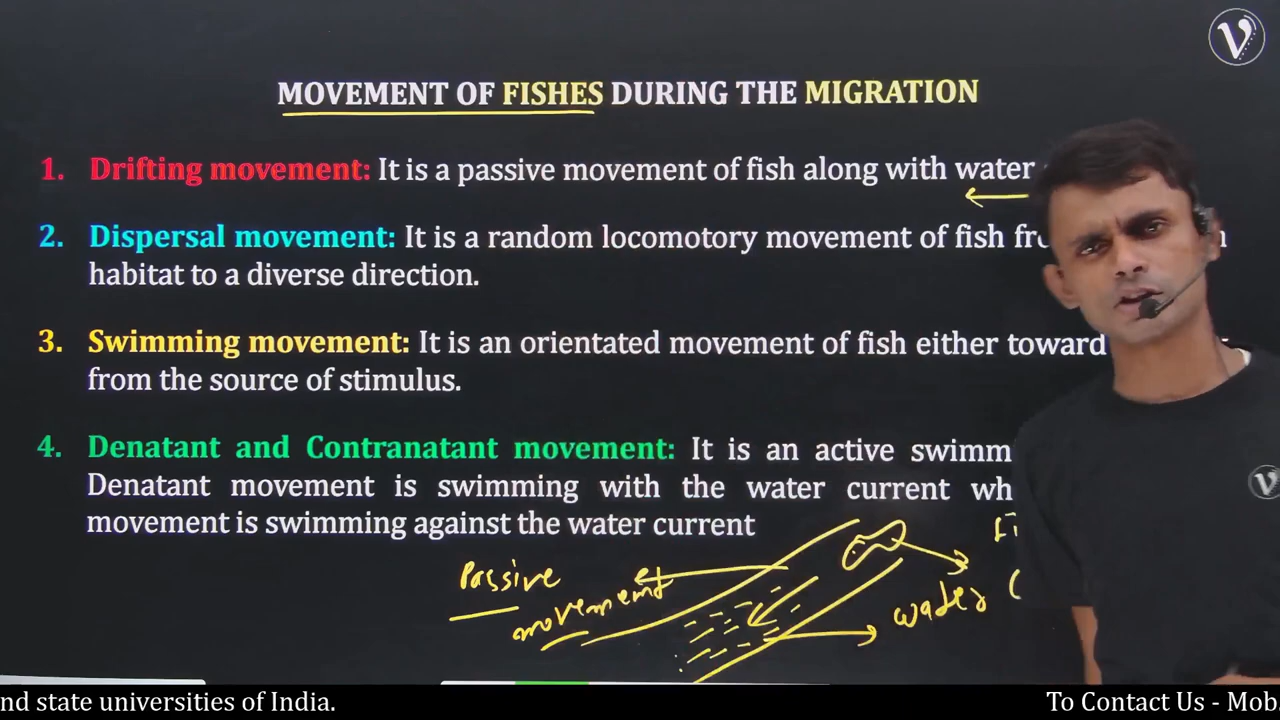 MOVEMENT OF FISHES DURING THE MIGRATION
1. Drifting movement: It is a passive movement of fish along with water
2. Dispersal movement: It is a random locomotory movement of fish
habitat to a diverse direction.
3. Swimming movement: It is an orientated movement of fish either toward
from the source of stimulus.
4. Denatant and Contranatant movement: It is an active
Denatant movement is swimming with the water current
movement is swimming against the water current
Passive
movement
water
nd state universities of India.
To Contact Us - Mob.